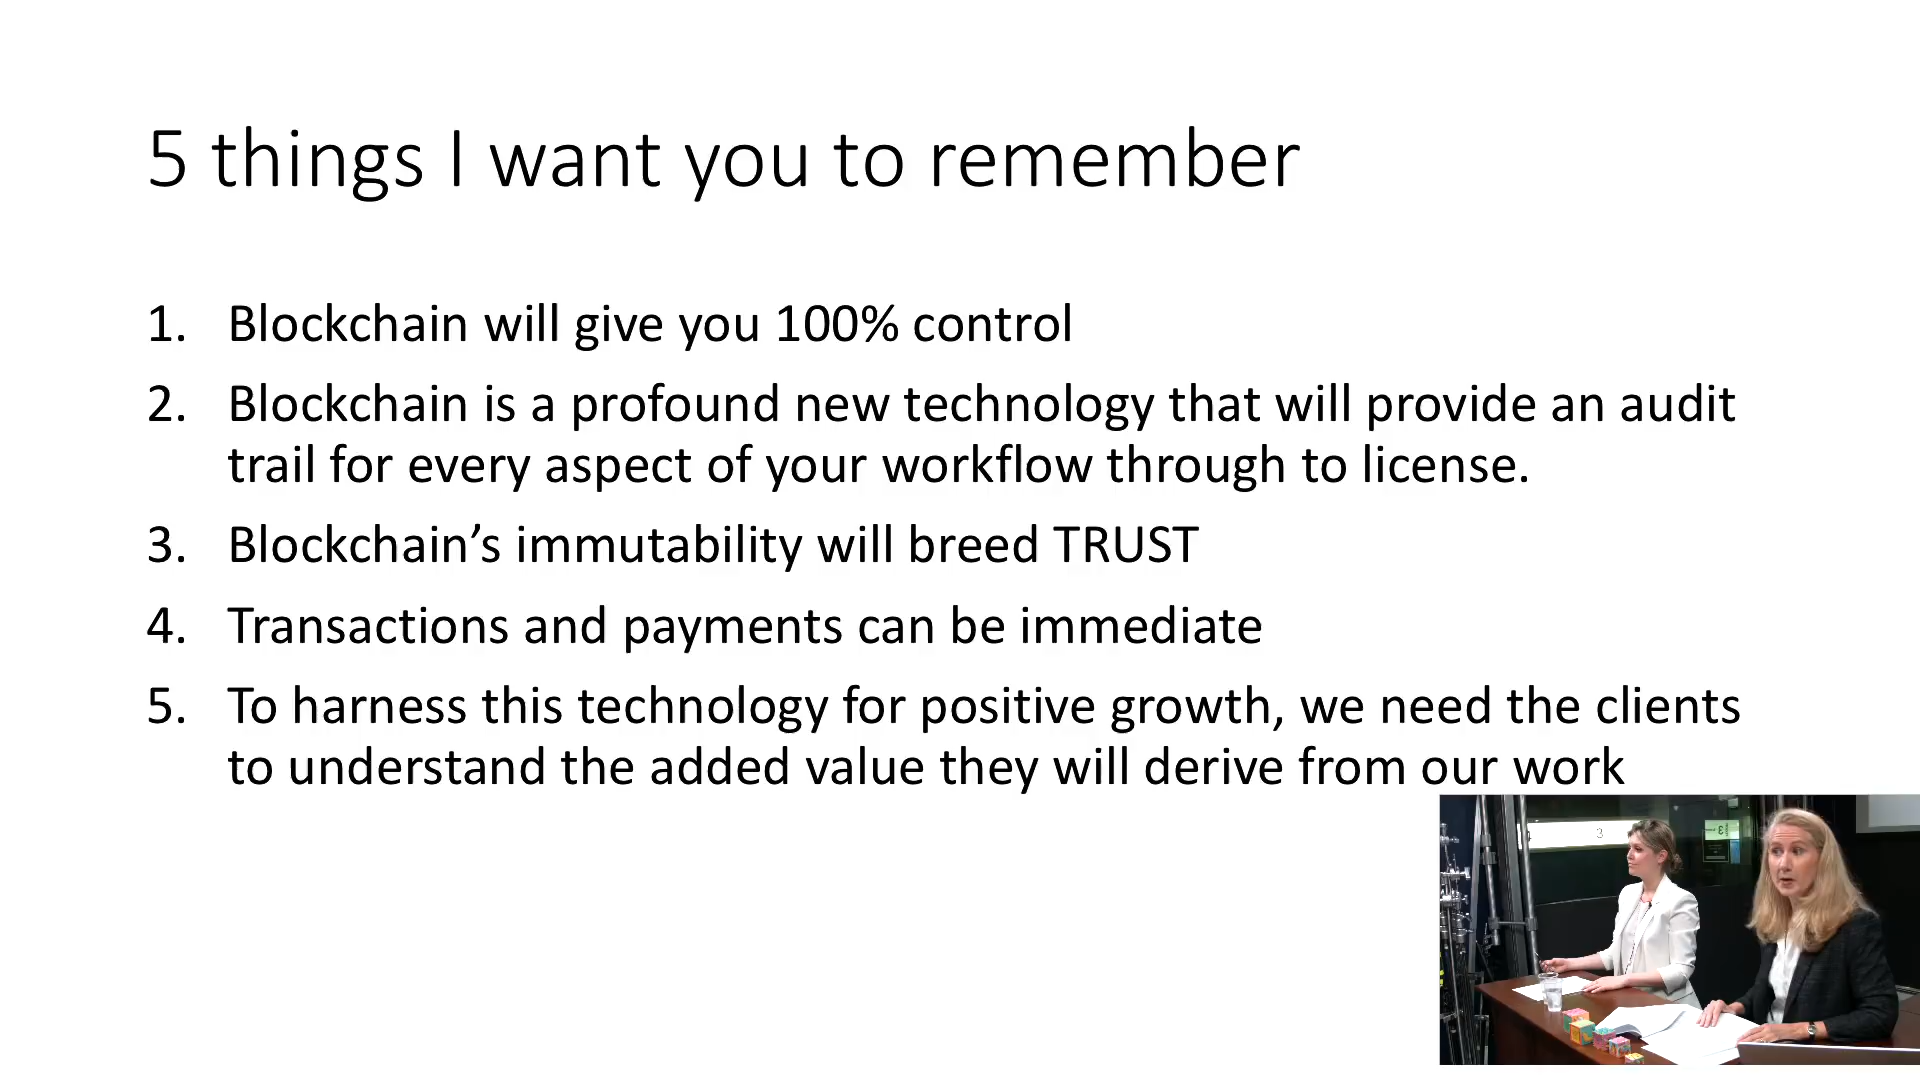 5 things I want you to remember
1. Blockchain will give you 100% control
2. Blockchain is a profound new technology that will provide an audit
trail for every aspect of your workflow through to license.
3. Blockchain’s immutability will breed TRUST
4. Transactions and payments can be immediate
5. To harness this technology for positive growth, we need the clients
to understand the added value they will derive from our work
3